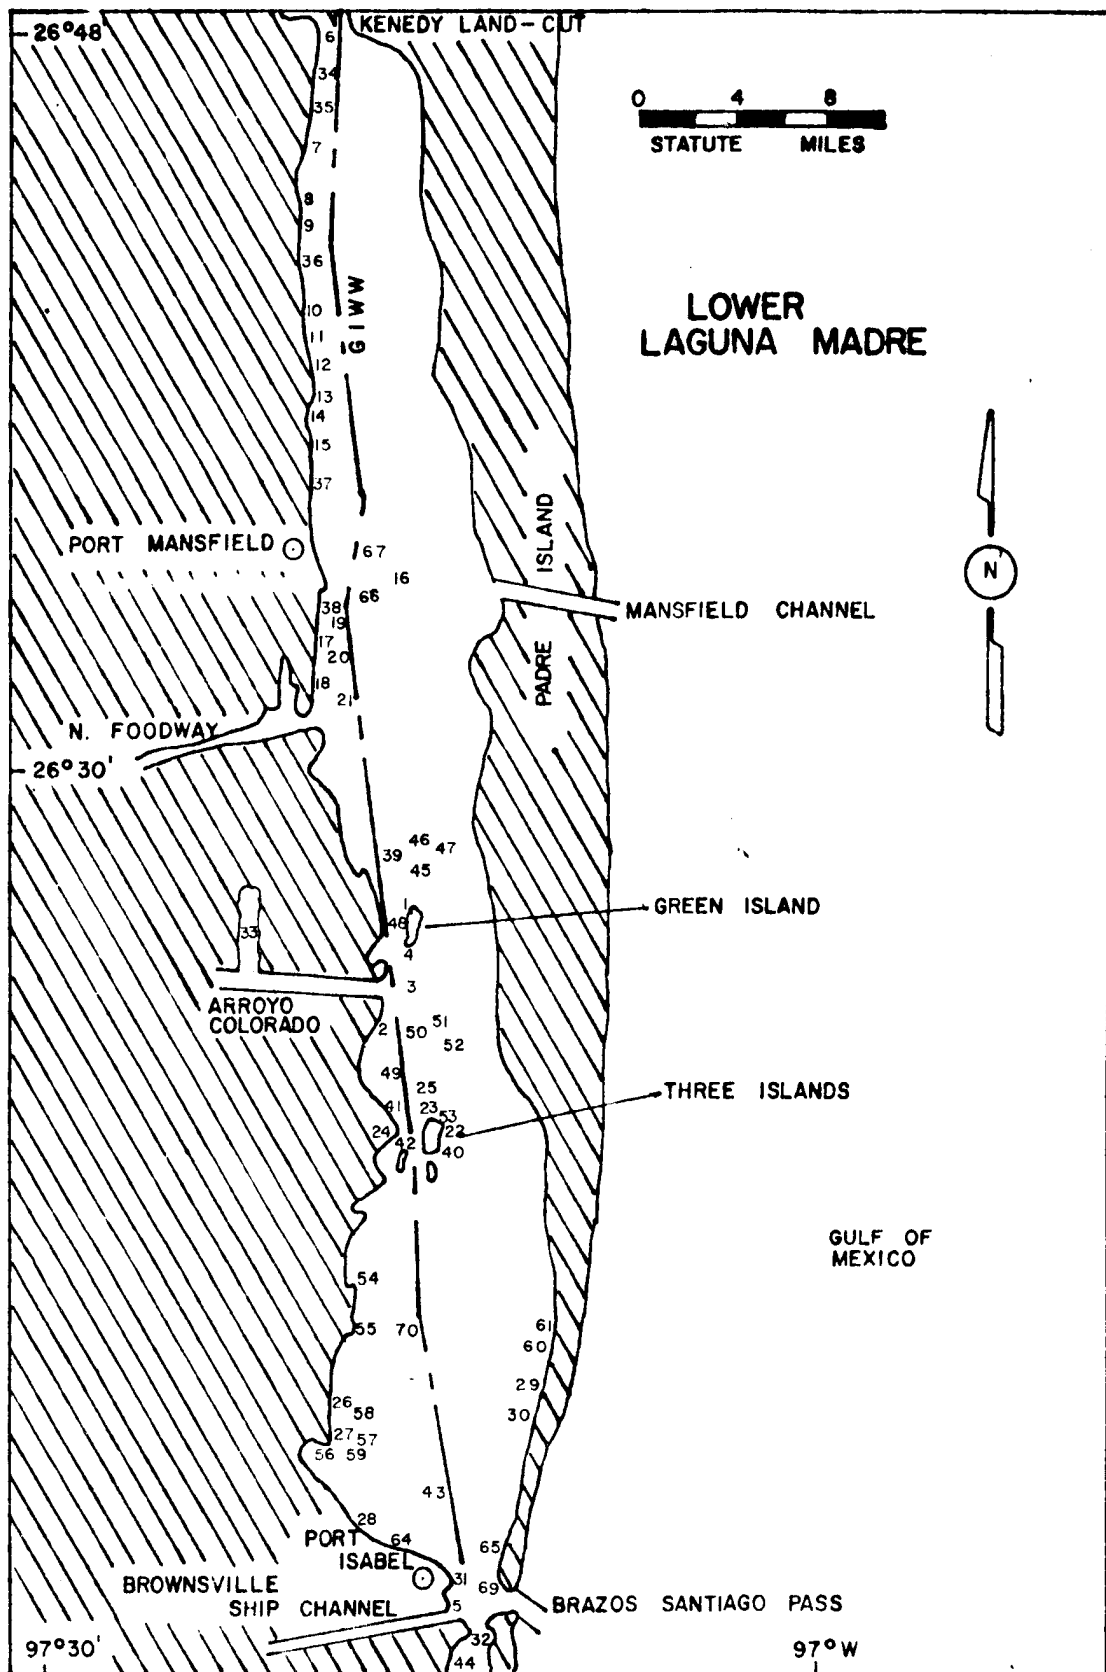 KENEDY LAND-CUT
26°48'
6
34
0 4 8
35
STATUTE MILES
7
8
9
36
GIWW
10
LOWER
LAGUNA MADRE
11
12
13
14
15
37
ISLAND
PORT MANSFIELD
67
16
N
66
38
MANSFIELD CHANNEL
19
17
20
PADRE
18
21
N. FOODWAY
26°30'
46
39
47
45
1
GREEN ISLAND
48
33
4
3
ARROYO
COLORADO
2
50
51
52
49
25
THREE ISLANDS
41
23
53
24
22
42
40
GULF OF
MEXICO
54
55
70
61
60
29
26
58
30
27
57
56
59
43
28
PORT
ISABEL
64
65
BROWNSVILLE
SHIP CHANNEL
31
69
5
BRAZOS SANTIAGO PASS
32
44
97°30'
97°W